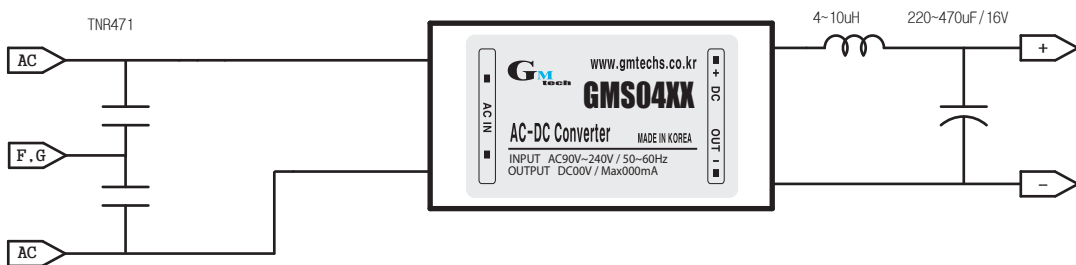 TNR471
4~10uH
220~470uF / 16V
AC
F.G
AC
AC IN
GM tech
www.gmtechs.co.kr
GMS04XX
AC-DC Converter
MADE IN KOREA
INPUT AC90V~240V / 50~60Hz
OUTPUT DC00V / Max000mA
+ DC OUT -
+
-